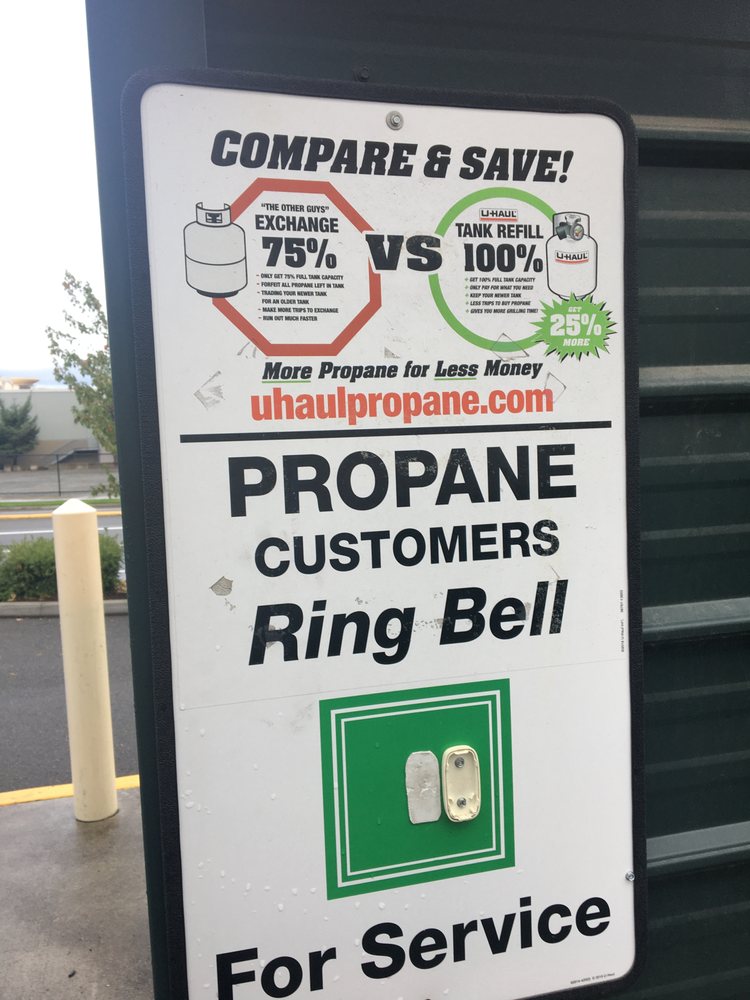 COMPARE & SAVE!
"THE OTHER GUYS"
EXCHANGE
75%
- ONLY GET 75% FULL TANK CAPACITY
- FORFEIT ALL PROPANE LEFT IN TANK
- TRADING YOUR NEWER TANK
FOR AN OLDER TANK
- MAKE MORE TRIPS TO EXCHANGE
- RUN OUT MUCH FASTER
VS
U-HAUL
TANK REFILL
100%
+ GET 100% FULL TANK CAPACITY
+ ONLY PAY FOR WHAT YOU NEED
+ KEEP YOUR NEWER TANK
+ LESS TRIPS TO BUY PROPANE
+ GIVES YOU MORE GRILLING TIME!
U-HAUL
GET
25%
MORE
More Propane for Less Money
uhaulpropane.com
PROPANE
CUSTOMERS
Ring Bell
For Service